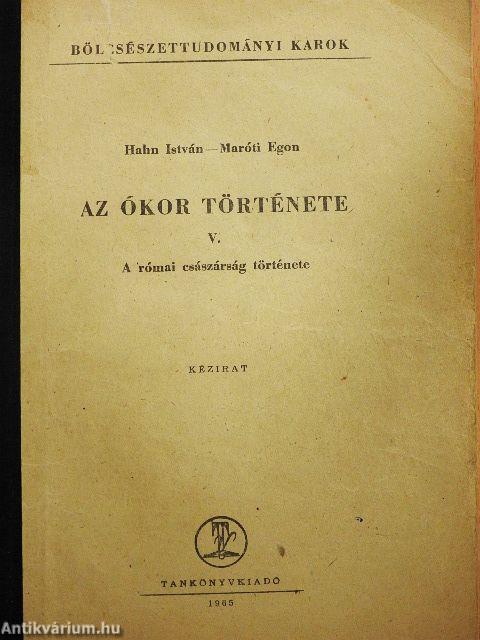 BÖLCSÉSZETTUDOMÁNYI KAROK
Hahn István—Maróti Egon
AZ ÓKOR TÖRTÉNETE
V.
A római császárság története
KÉZIRAT
TANKÖNYVKIADÓ
1965
Antikvárium.hu